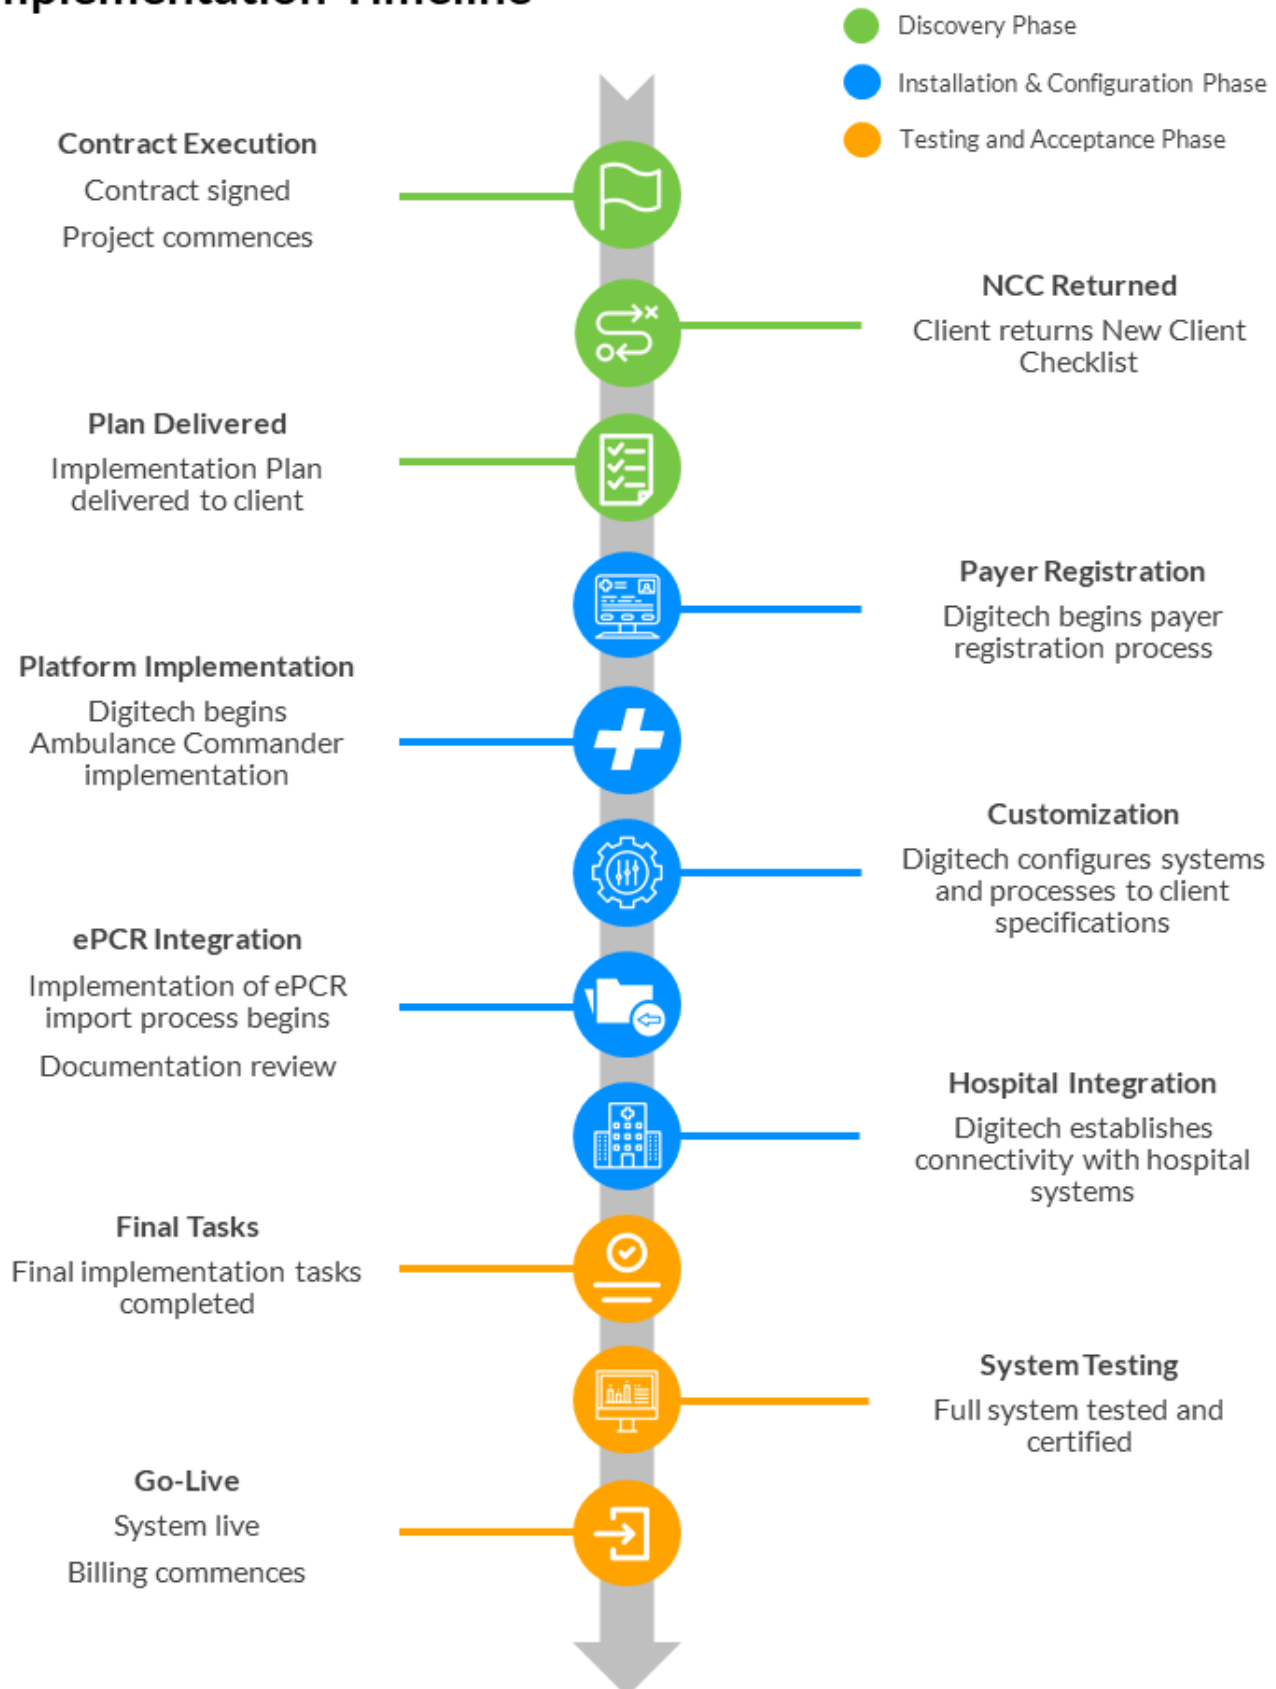 Implementation Timeline
Discovery Phase
Installation & Configuration Phase
Testing and Acceptance Phase
Contract Execution
Contract signed
Project commences
NCC Returned
Client returns New Client
Checklist
Plan Delivered
Implementation Plan
delivered to client
Payer Registration
Digitech begins payer
registration process
Platform Implementation
Digitech begins
Ambulance Commander
implementation
Customization
Digitech configures systems
and processes to client
specifications
ePCR Integration
Implementation of ePCR
import process begins
Documentation review
Hospital Integration
Digitech establishes
connectivity with hospital
systems
Final Tasks
Final implementation tasks
completed
System Testing
Full system tested and
certified
Go-Live
System live
Billing commences